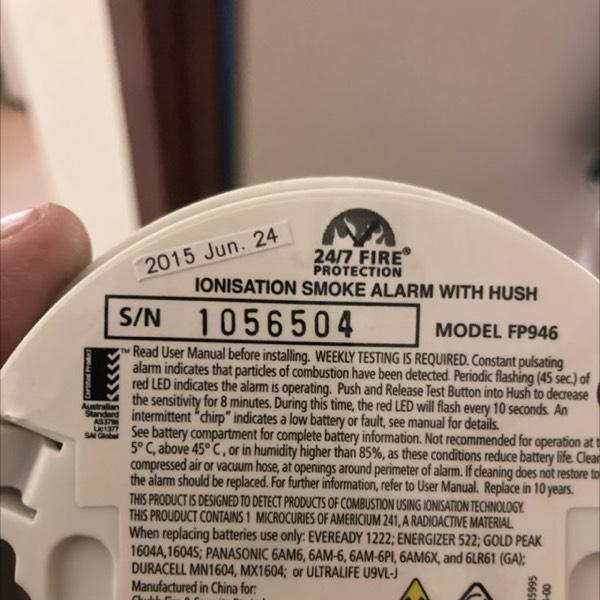 2015 Jun. 24
24/7 FIRE®
PROTECTION
IONISATION SMOKE ALARM WITH HUSH
S/N 1056504
MODEL FP946
Certified Product
™
Australian
Standard
AS3786
Lic1377
SAI Global
Read User Manual before installing. WEEKLY TESTING IS REQUIRED. Constant pulsating
alarm indicates that particles of combustion have been detected. Periodic flashing (45 sec.) of
red LED indicates the alarm is operating. Push and Release Test Button into Hush to decrease
the sensitivity for 8 minutes. During this time, the red LED will flash every 10 seconds. An
intermittent "chirp" indicates a low battery or fault, see manual for details.
See battery compartment for complete battery information. Not recommended for operation at
5° C, above 45° C, or in humidity higher than 85%, as these conditions reduce battery life. Clean
compressed air or vacuum hose, at openings around perimeter of alarm. If cleaning does not restore to
the alarm should be replaced. For further information, refer to User Manual. Replace in 10 years.
THIS PRODUCT IS DESIGNED TO DETECT PRODUCTS OF COMBUSTION USING IONISATION TECHNOLOGY.
THIS PROUDUCT CONTAINS 1 MICROCURIES OF AMERICIUM 241, A RADIOACTIVE MATERIAL.
When replacing batteries use only: EVEREADY 1222; ENERGIZER 522; GOLD PEAK
1604A,1604S; PANASONIC 6AM6, 6AM-6, 6AM-6PI, 6AM6X, and 6LR61 (GA);
DURACELL MN1604, MX1604; or ULTRALIFE U9VL-J
Manufactured in China for: